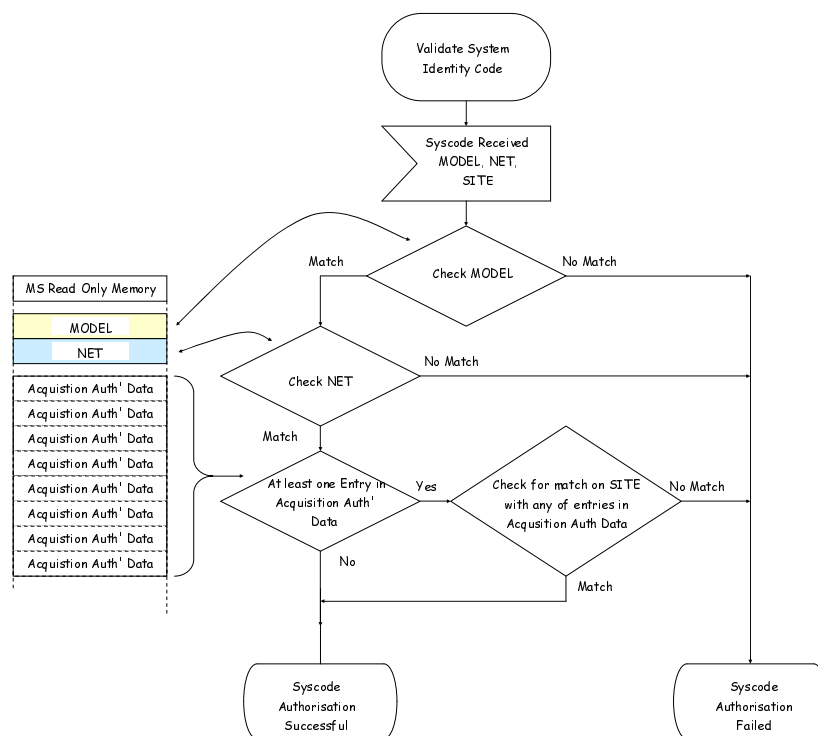 Validate System
Identity Code
Syscode Received
MODEL, NET,
SITE
Match
No Match
Check MODEL
MS Read Only Memory
MODEL
NET
No Match
Check NET
Acquistion Auth' Data
Acquistion Auth' Data
Acquistion Auth' Data
Acquistion Auth' Data
Acquistion Auth' Data
Acquistion Auth' Data
Acquistion Auth' Data
Acquistion Auth' Data
Match
At least one Entry in
Acquisition Auth'
Data
Yes
Check for match on SITE
with any of entries in
Acqusition Auth Data
No Match
No
Match
Syscode
Authorisation
Successful
Syscode
Authorisation
Failed